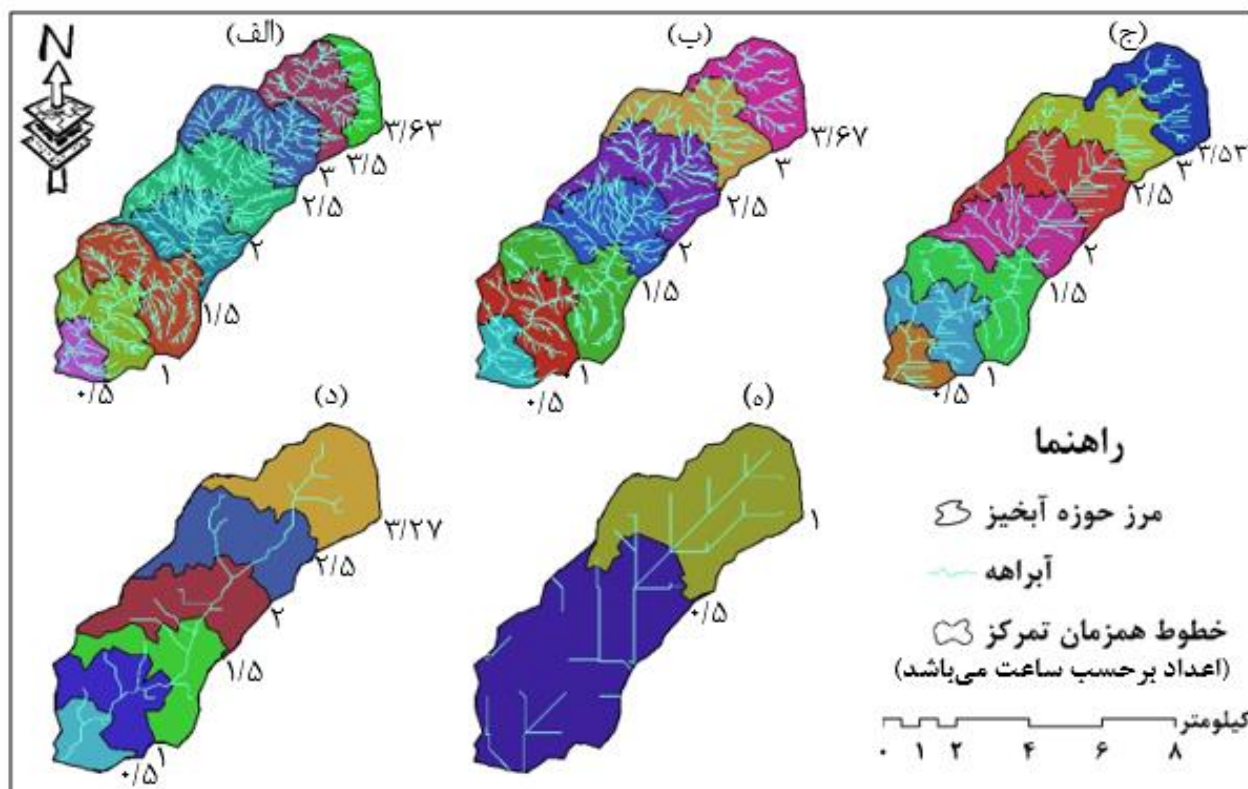 N
(الف)
۳/۶۳
۳/۵
۳
۲/۵
۲
۱/۵
۱
۰/۵
(ب)
۳/۶۷
۳
۲/۵
۲
۱/۵
۱
۰/۵
(ج)
۳/۵۳
۳
۲/۵
۲
۱/۵
۱
۰/۵
(د)
۳/۲۷
۲/۵
۲
۱/۵
۱
۰/۵
(ه)
۱
۰/۵
راهنما
مرز حوزه آبخیز
آبراهه
خطوط همزمان تمرکز
(اعداد برحسب ساعت می‌باشد)
کیلومتر
۰ ۱ ۲ ۴ ۶ ۸